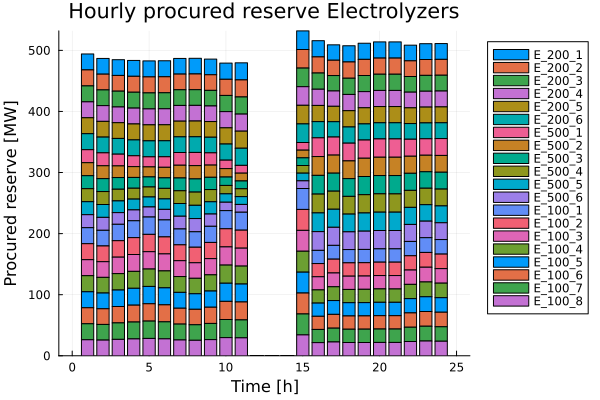 Hourly procured reserve Electrolyzers
Procured reserve [MW]
500
400
300
200
100
0
0 5 10 15 20 25
Time [h]
E_200_1
E_200_2
E_200_3
E_200_4
E_200_5
E_200_6
E_500_1
E_500_2
E_500_3
E_500_4
E_500_5
E_500_6
E_100_1
E_100_2
E_100_3
E_100_4
E_100_5
E_100_6
E_100_7
E_100_8